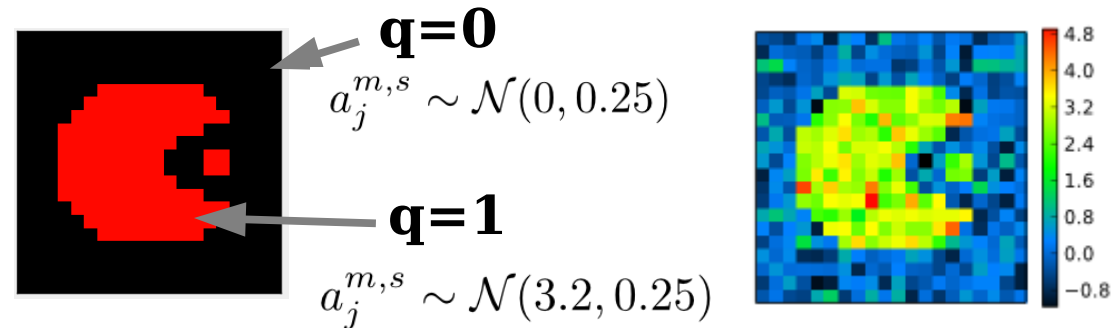 q=0
a_j^{m,s} ∼ 𝒩(0, 0.25)
q=1
a_j^{m,s} ∼ 𝒩(3.2, 0.25)
4.8
4.0
3.2
2.4
1.6
0.8
0.0
−0.8